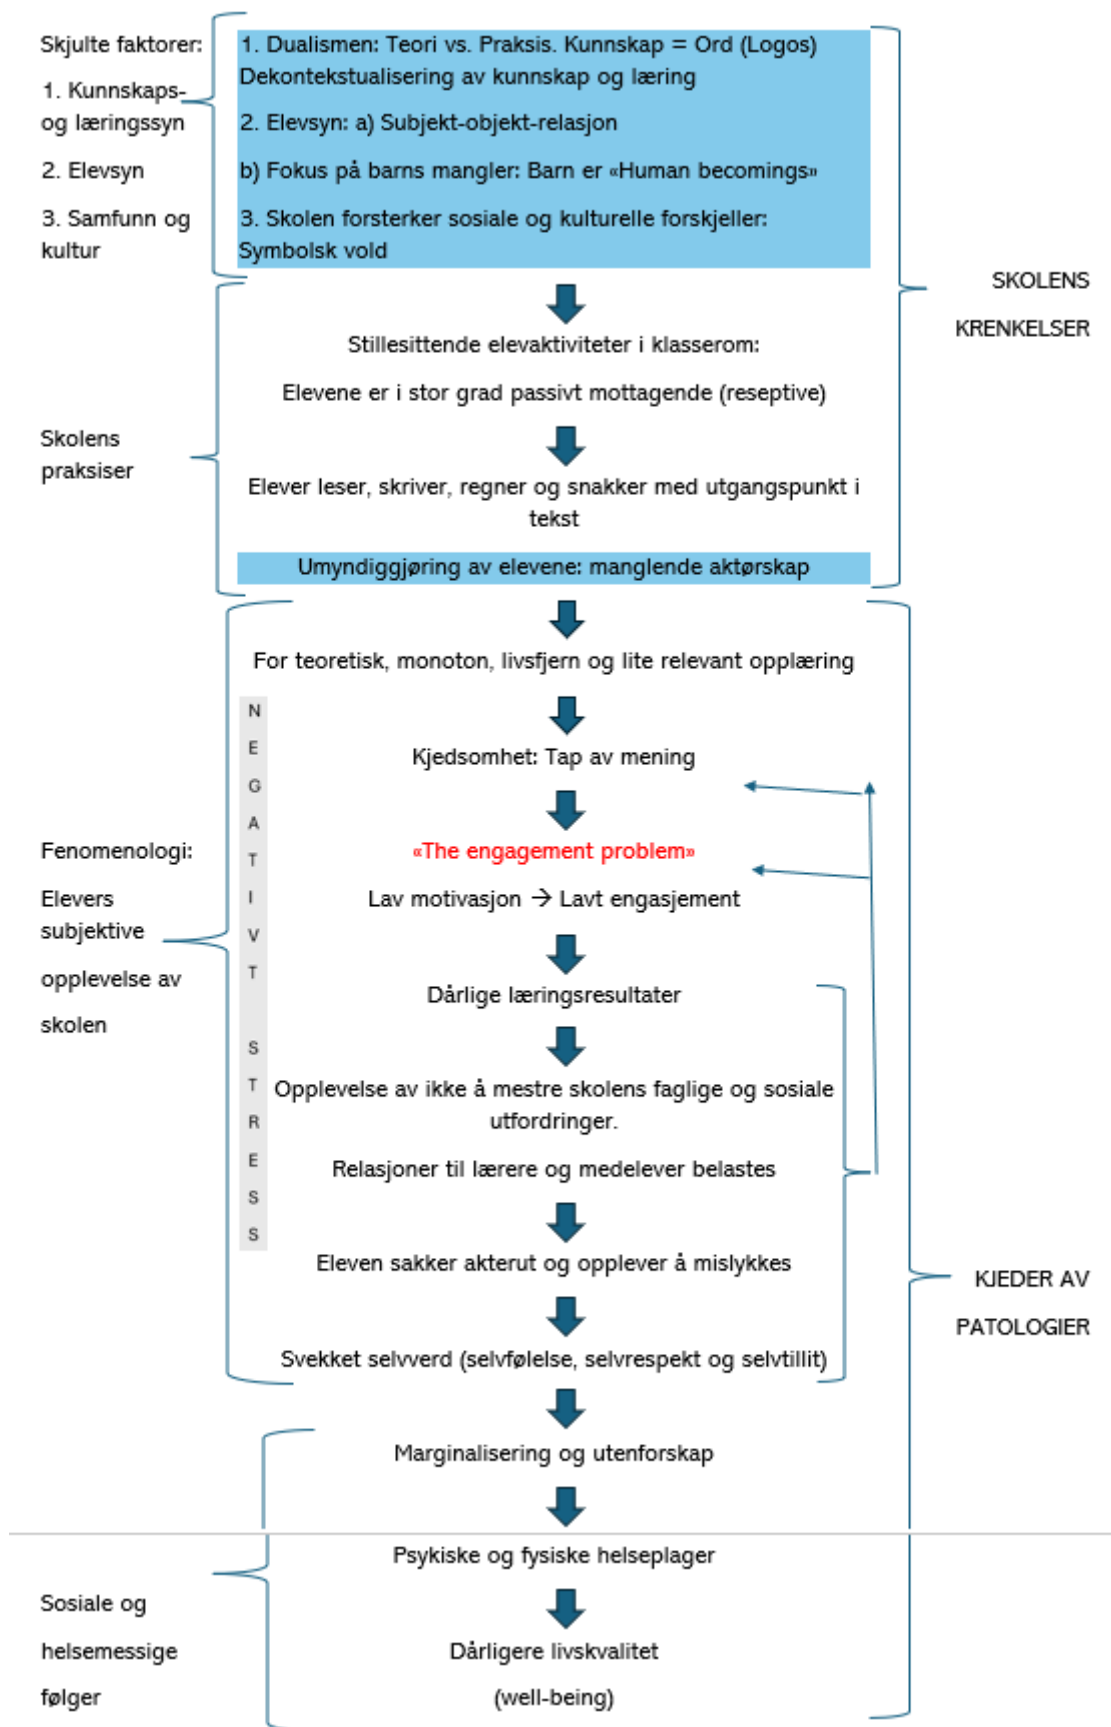 Skjulte faktorer:
1. Kunnskaps-
og læringssyn
2. Elevsyn
3. Samfunn og
kultur
1. Dualismen: Teori vs. Praksis. Kunnskap = Ord (Logos)
Dekontekstualisering av kunnskap og læring
2. Elevsyn: a) Subjekt-objekt-relasjon
b) Fokus på barns mangler: Barn er «Human becomings»
3. Skolen forsterker sosiale og kulturelle forskjeller:
Symbolsk vold
SKOLENS
KRENKELSER
Skolens
praksiser
Stillesittende elevaktiviteter i klasserom:
Elevene er i stor grad passivt mottagende (reseptive)
Elever leser, skriver, regner og snakker med utgangspunkt i
tekst
Umyndiggjøring av elevene: manglende aktørskap
Fenomenologi:
Elevers
subjektive
opplevelse av
skolen
NEGATIVT STRESS
For teoretisk, monoton, livsfjern og lite relevant opplæring
Kjedsomhet: Tap av mening
«The engagement problem»
Lav motivasjon → Lavt engasjement
Dårlige læringsresultater
Opplevelse av ikke å mestre skolens faglige og sosiale
utfordringer.
Relasjoner til lærere og medelever belastes
Eleven sakker akterut og opplever å mislykkes
Svekket selvverd (selvfølelse, selvrespekt og selvtillit)
KJEDER AV
PATOLOGIER
Marginalisering og utenforskap
Psykiske og fysiske helseplager
Dårligere livskvalitet
(well-being)
Sosiale og
helsemessige
følger